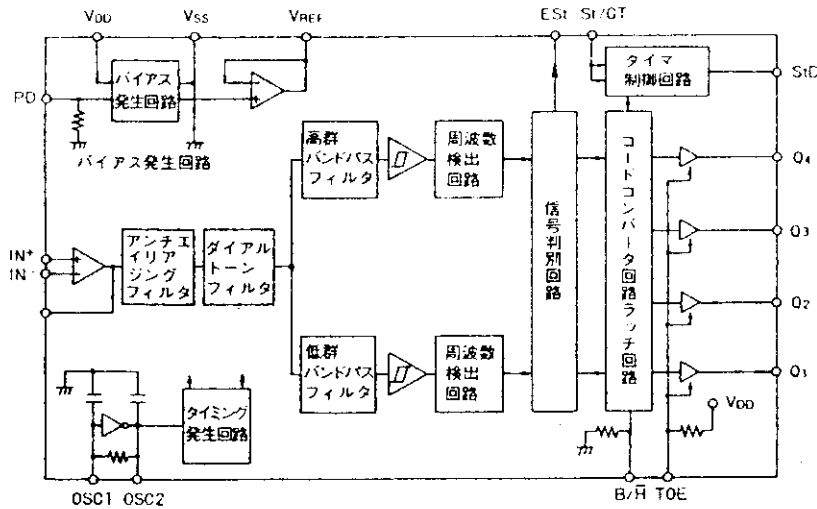 VDD
VSS
VREF
ESt
St/GT
PD
バイアス
発生回路
バイアス発生回路
タイマ
制御回路
StD
高群
バンドパス
フィルタ
周波数
検出
回路
信号判別回路
コードコンバータ回路
ラッチ回路
Q4
Q3
Q2
Q1
IN+
IN-
アンチエ
イリア
ジング
フィルタ
ダイアル
トーン
フィルタ
低群
バンドパス
フィルタ
周波数
検出
回路
タイミング
発生回路
VDD
OSC1
OSC2
B/H̅
TOE